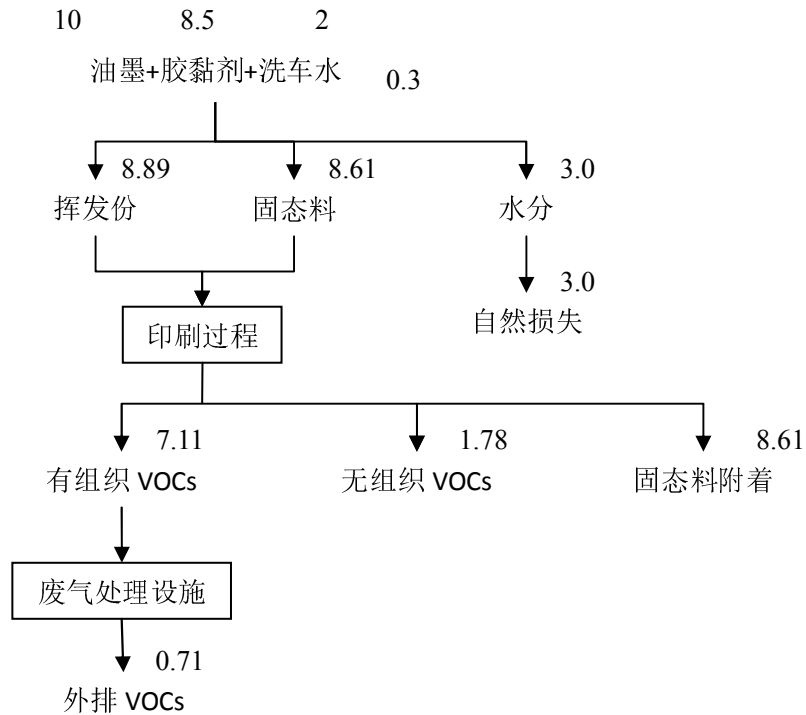 10 8.5 2
油墨+胶黏剂+洗车水
0.3
8.89 8.61 3.0
挥发份 固态料 水分
3.0
自然损失
印刷过程
7.11 1.78 8.61
有组织 VOCs 无组织 VOCs 固态料附着
废气处理设施
0.71
外排 VOCs